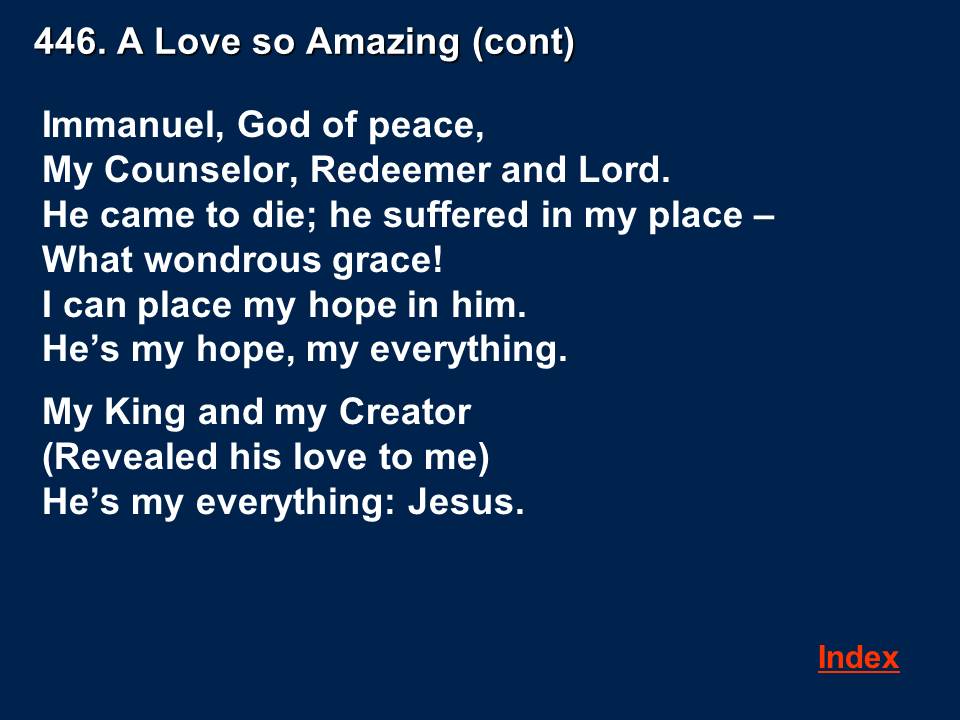 446. A Love so Amazing (cont)
Immanuel, God of peace,
My Counselor, Redeemer and Lord.
He came to die; he suffered in my place –
What wondrous grace!
I can place my hope in him.
He’s my hope, my everything.
My King and my Creator
(Revealed his love to me)
He’s my everything: Jesus.
Index